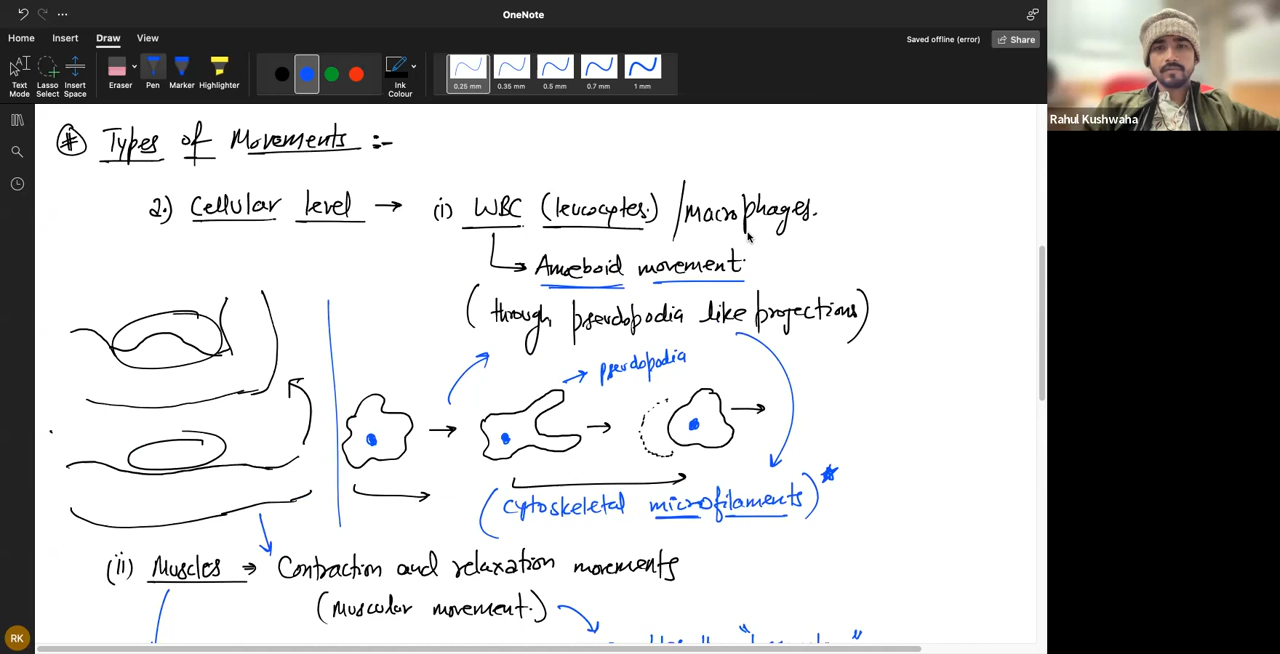 OneNote
Home Insert Draw View
Saved offline (error) Share
Text Mode
Lasso Select
Insert Space
Eraser
Pen
Marker
Highlighter
Ink Colour
0.25 mm 0.35 mm 0.5 mm 0.7 mm 1 mm
Rahul Kushwaha
Types of Movements :-
2.) Cellular level → (i) WBC (leucocytes.) / Macrophages.
Amoeboid movement.
(through pseudopodia like projections)
→ pseudopodia
(cytoskeletal microfilaments)
(ii) Muscles → Contraction and relaxation movements
(muscular movement.)
RK